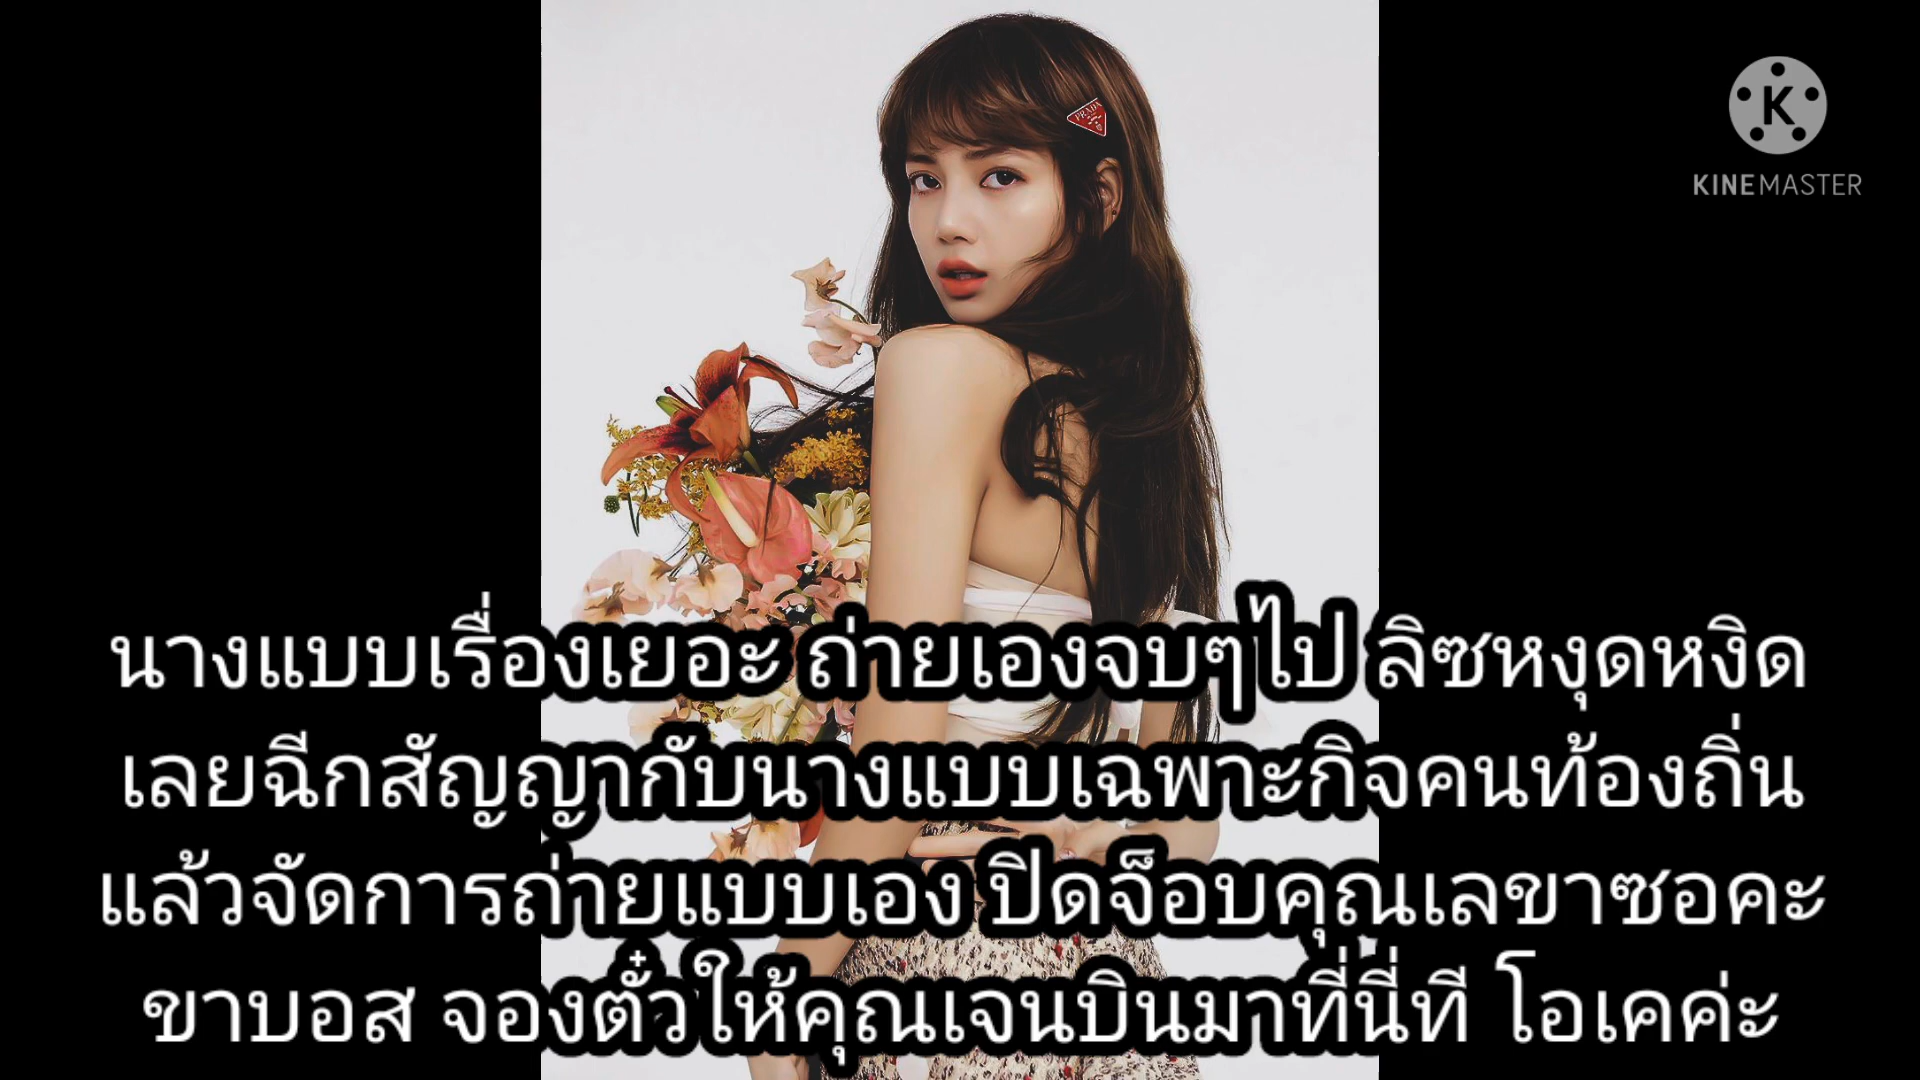 PRADA
KINEMASTER
นางแบบเรื่องเยอะ ถ่ายเองจบๆไป ลิซหงุดหงิด
เลยฉีกสัญญากับนางแบบเฉพาะกิจคนท้องถิ่น
แล้วจัดการถ่ายแบบเอง ปิดจ็อบคุณเลขาซอคะ
ขาบอส จองตั๋วให้คุณเจนบินมาที่นี่ที โอเคค่ะ